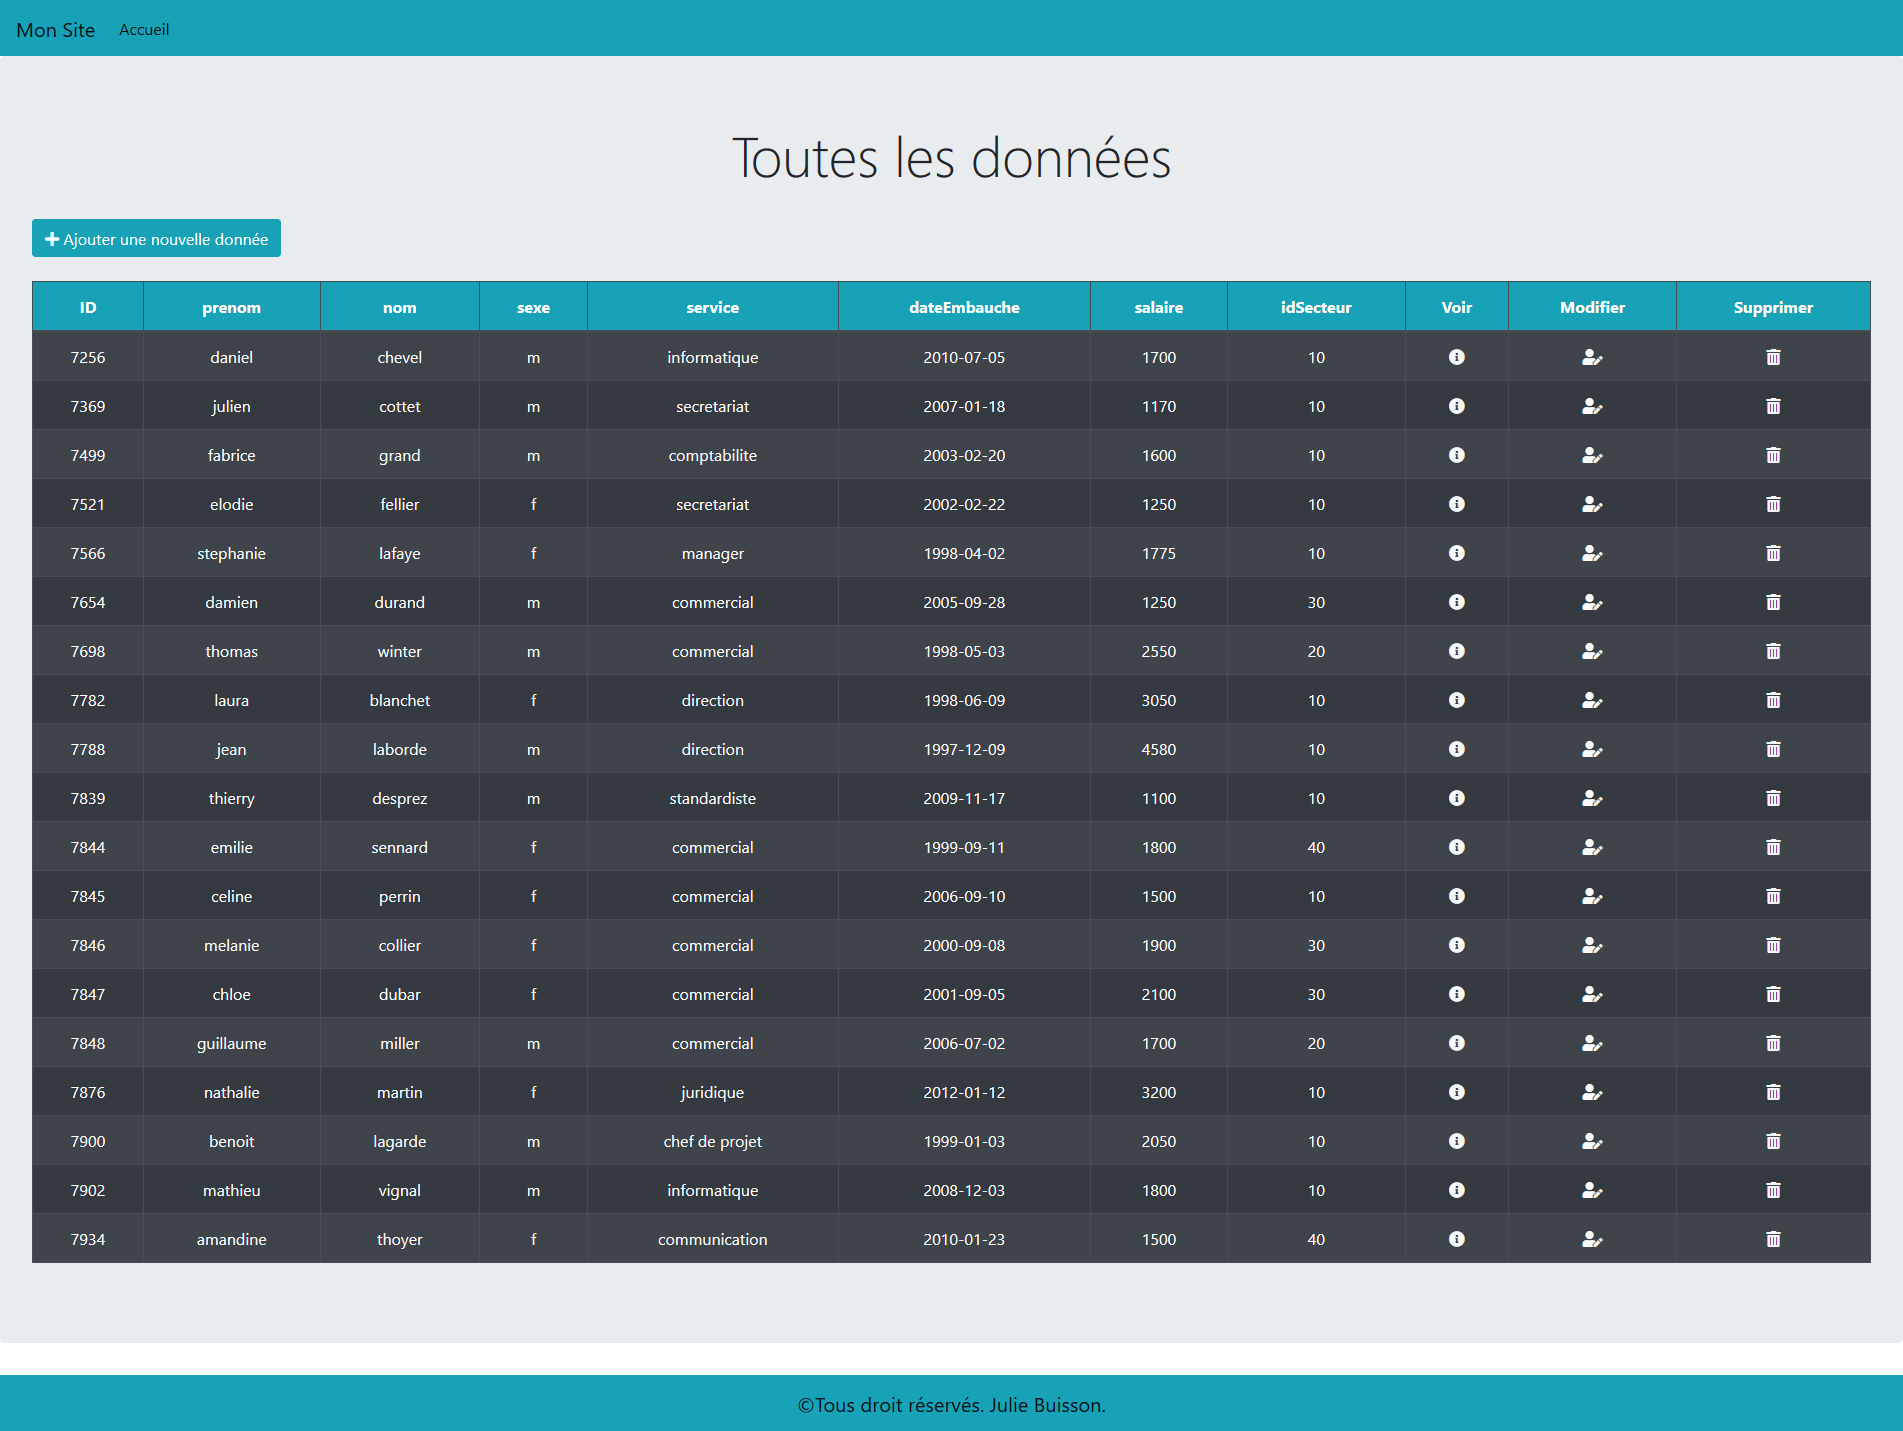 Mon Site Accueil
Toutes les données
Ajouter une nouvelle donnée
ID prenom nom sexe service dateEmbauche salaire idSecteur Voir Modifier Supprimer
7256 daniel chevel m informatique 2010-07-05 1700 10
7369 julien cottet m secretariat 2007-01-18 1170 10
7499 fabrice grand m comptabilite 2003-02-20 1600 10
7521 elodie fellier f secretariat 2002-02-22 1250 10
7566 stephanie lafaye f manager 1998-04-02 1775 10
7654 damien durand m commercial 2005-09-28 1250 30
7698 thomas winter m commercial 1998-05-03 2550 20
7782 laura blanchet f direction 1998-06-09 3050 10
7788 jean laborde m direction 1997-12-09 4580 10
7839 thierry desprez m standardiste 2009-11-17 1100 10
7844 emilie sennard f commercial 1999-09-11 1800 40
7845 celine perrin f commercial 2006-09-10 1500 10
7846 melanie collier f commercial 2000-09-08 1900 30
7847 chloe dubar f commercial 2001-09-05 2100 30
7848 guillaume miller m commercial 2006-07-02 1700 20
7876 nathalie martin f juridique 2012-01-12 3200 10
7900 benoit lagarde m chef de projet 1999-01-03 2050 10
7902 mathieu vignal m informatique 2008-12-03 1800 10
7934 amandine thoyer f communication 2010-01-23 1500 40
©Tous droit réservés. Julie Buisson.